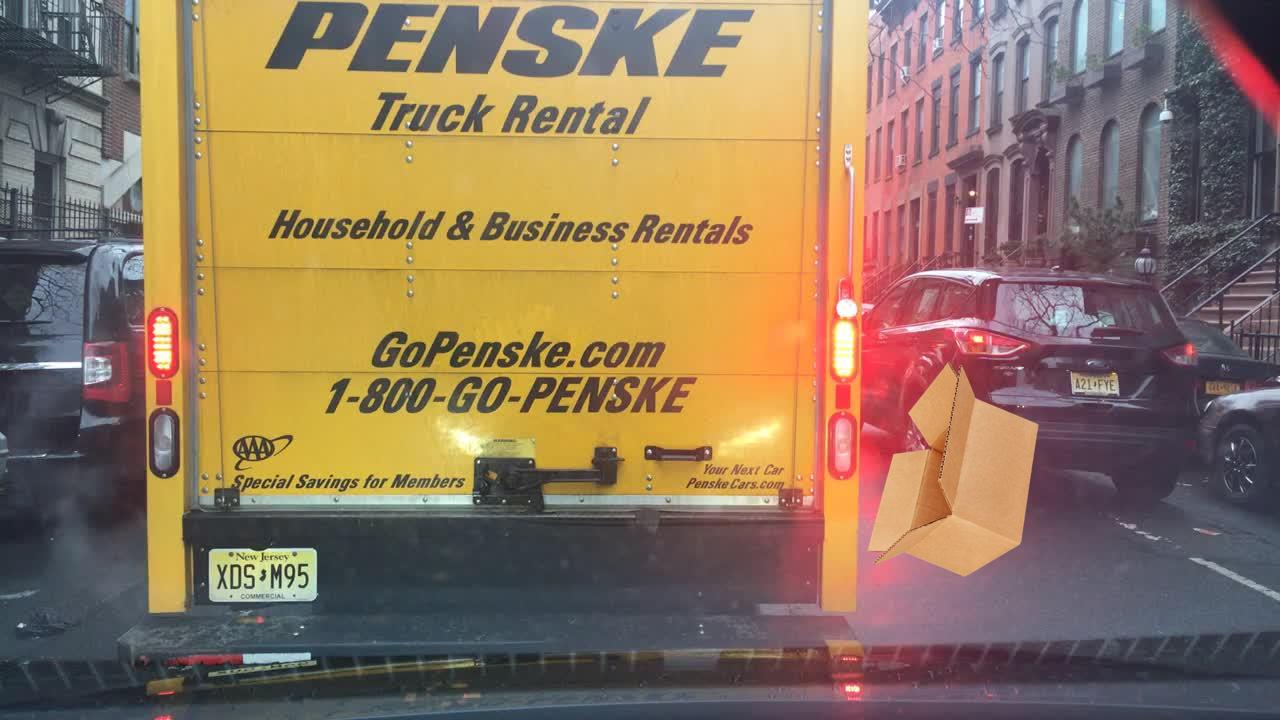 PENSKE
Truck Rental
Household & Business Rentals
GoPenske.com
1-800-GO-PENSKE
AAA
Special Savings for Members
Your Next Car
PenskeCars.com
New Jersey
XDS M95
COMMERCIAL
A21 FYE